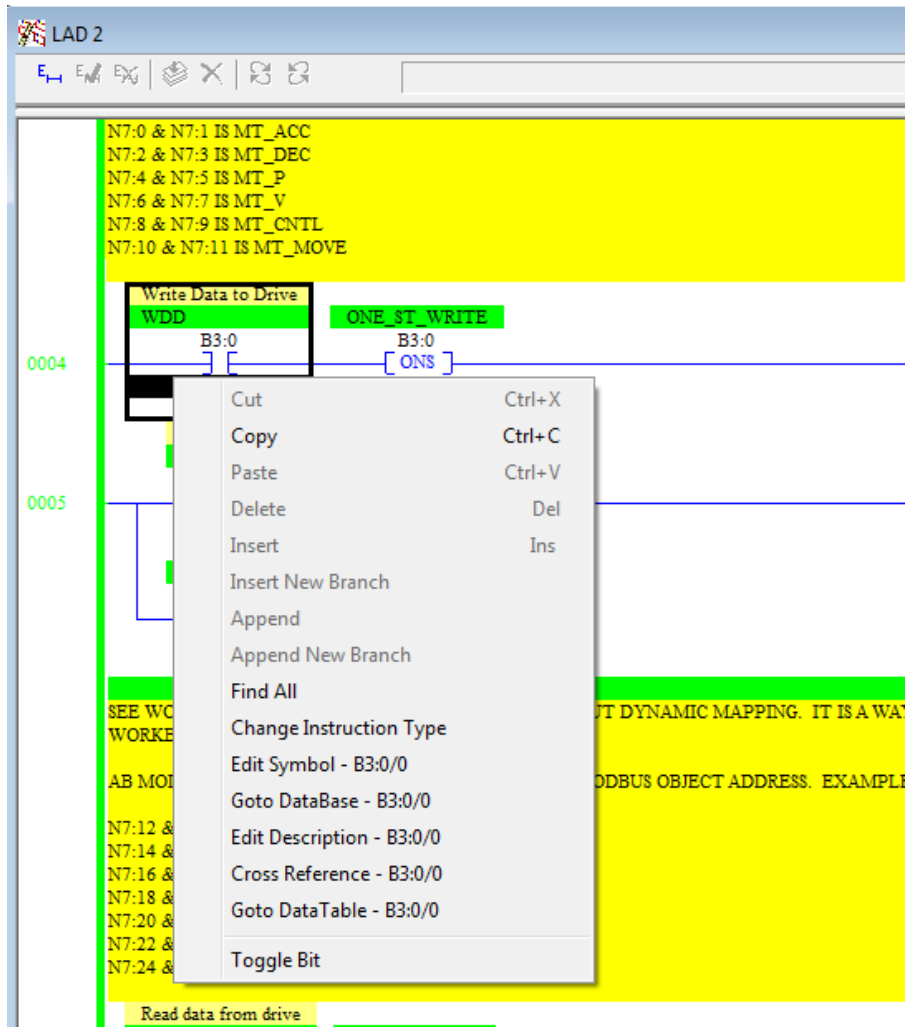 LAD 2
N7:0 & N7:1 IS MT_ACC
N7:2 & N7:3 IS MT_DEC
N7:4 & N7:5 IS MT_P
N7:6 & N7:7 IS MT_V
N7:8 & N7:9 IS MT_CNTL
N7:10 & N7:11 IS MT_MOVE
Write Data to Drive
WDD ONE_ST_WRITE
B3:0 B3:0
0004 ONS
Cut Ctrl+X
Copy Ctrl+C
Paste Ctrl+V
0005 Delete Del
Insert Ins
Insert New Branch
Append
Append New Branch
Find All
SEE WO UT DYNAMIC MAPPING. IT IS A WAY
Change Instruction Type
WORKE
Edit Symbol - B3:0/0
AB MOI ODBUS OBJECT ADDRESS. EXAMPLE
Goto DataBase - B3:0/0
N7:12 &
Edit Description - B3:0/0
N7:14 &
N7:16 & Cross Reference - B3:0/0
N7:18 &
N7:20 & Goto DataTable - B3:0/0
N7:22 &
N7:24 & Toggle Bit
Read data from drive